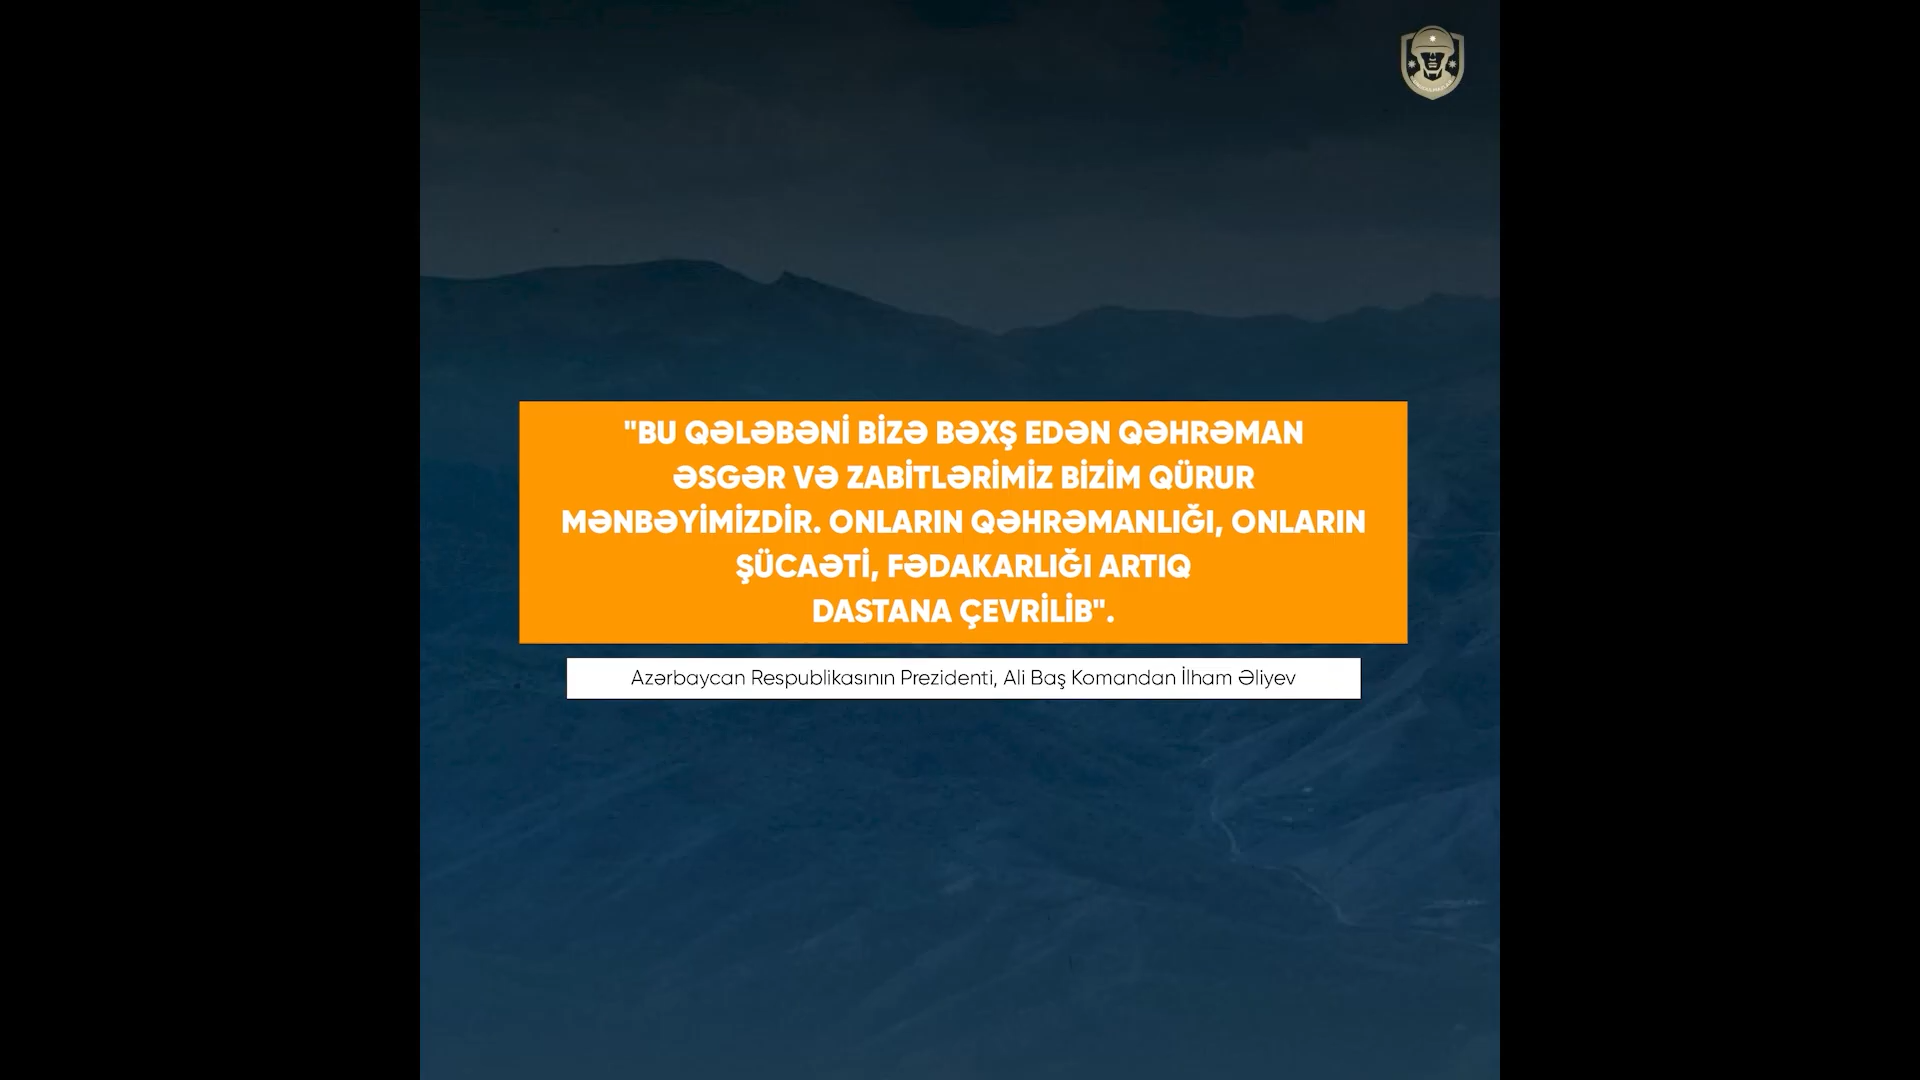 "BU QƏLƏBƏNİ BİZƏ BƏXŞ EDƏN QƏHRƏMAN
ƏSGƏR VƏ ZABİTLƏRİMİZ BİZİM QÜRUR
MƏNBƏYİMİZDİR. ONLARIN QƏHRƏMANLIĞI, ONLARIN
ŞÜCAƏTİ, FƏDAKARLIĞI ARTIQ
DASTANA ÇEVRİLİB".
Azərbaycan Respublikasının Prezidenti, Ali Baş Komandan İlham Əliyev